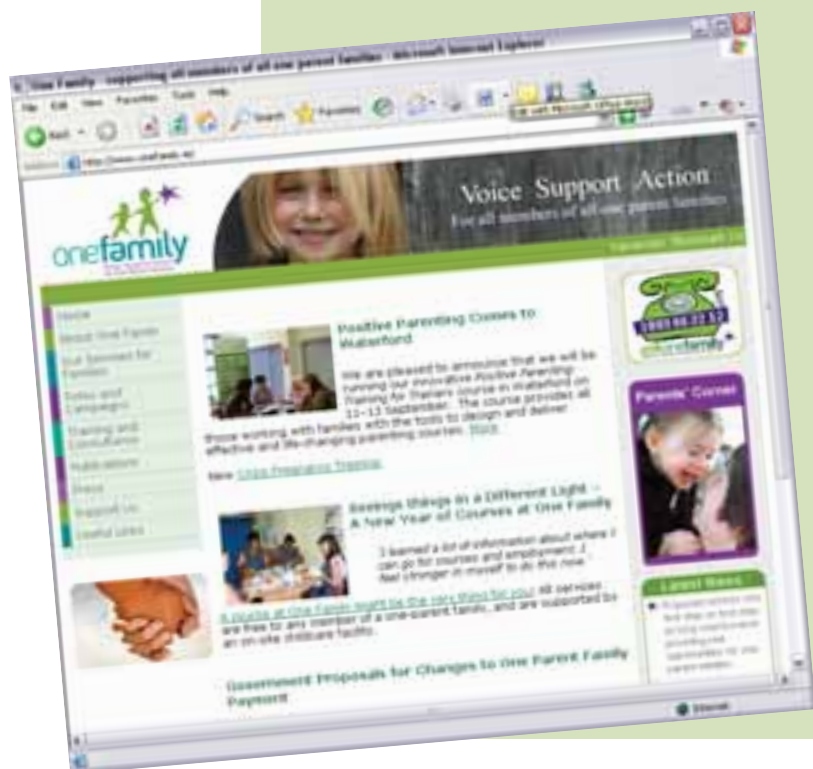 One Family - supporting all members of all one parent families - Microsoft Internet Explorer
File Edit View Favorites Tools Help
Back Search Favorites
Voice Support Action
For all members of all one parent families
onefamily
Home
About One Family
Our Services for
Families
Policy and
Campaigns
Training and
Consultancy
Publications
Press
Support Us
Useful Links
Positive Parenting Comes to
Waterford
We are pleased to announce that we will be
running our innovative Positive Parenting:
Training for Trainers course in Waterford on
11-13 September. The course provides all
those working with families with the tools to design and deliver
effective and life-changing parenting courses. More
New Crisis Pregnancy Training
Seeing things in a Different Light -
A New Year of Courses at One Family
I learned a lot of information about where I
can go for courses and employment. I
feel stronger in myself to do this now.
A course at One Family might be the very thing for you! All services
are free to any member of a one-parent family, and are supported by
an on-site childcare facility.
Government Proposals for Changes to One Parent Family
Payment
onefamily
Parents' Corner
Latest News
Internet